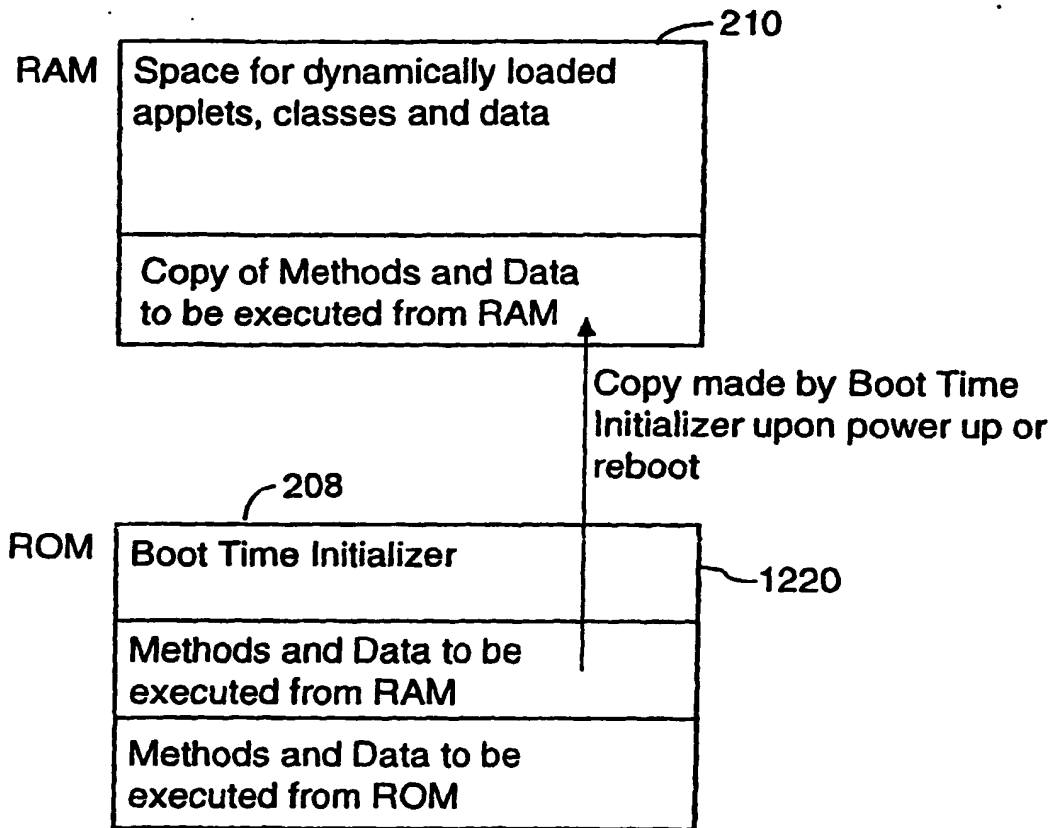 210
RAM
Space for dynamically loaded
applets, classes and data
Copy of Methods and Data
to be executed from RAM
Copy made by Boot Time
Initializer upon power up or
reboot
208
ROM
Boot Time Initializer
1220
Methods and Data to be
executed from RAM
Methods and Data to be
executed from ROM